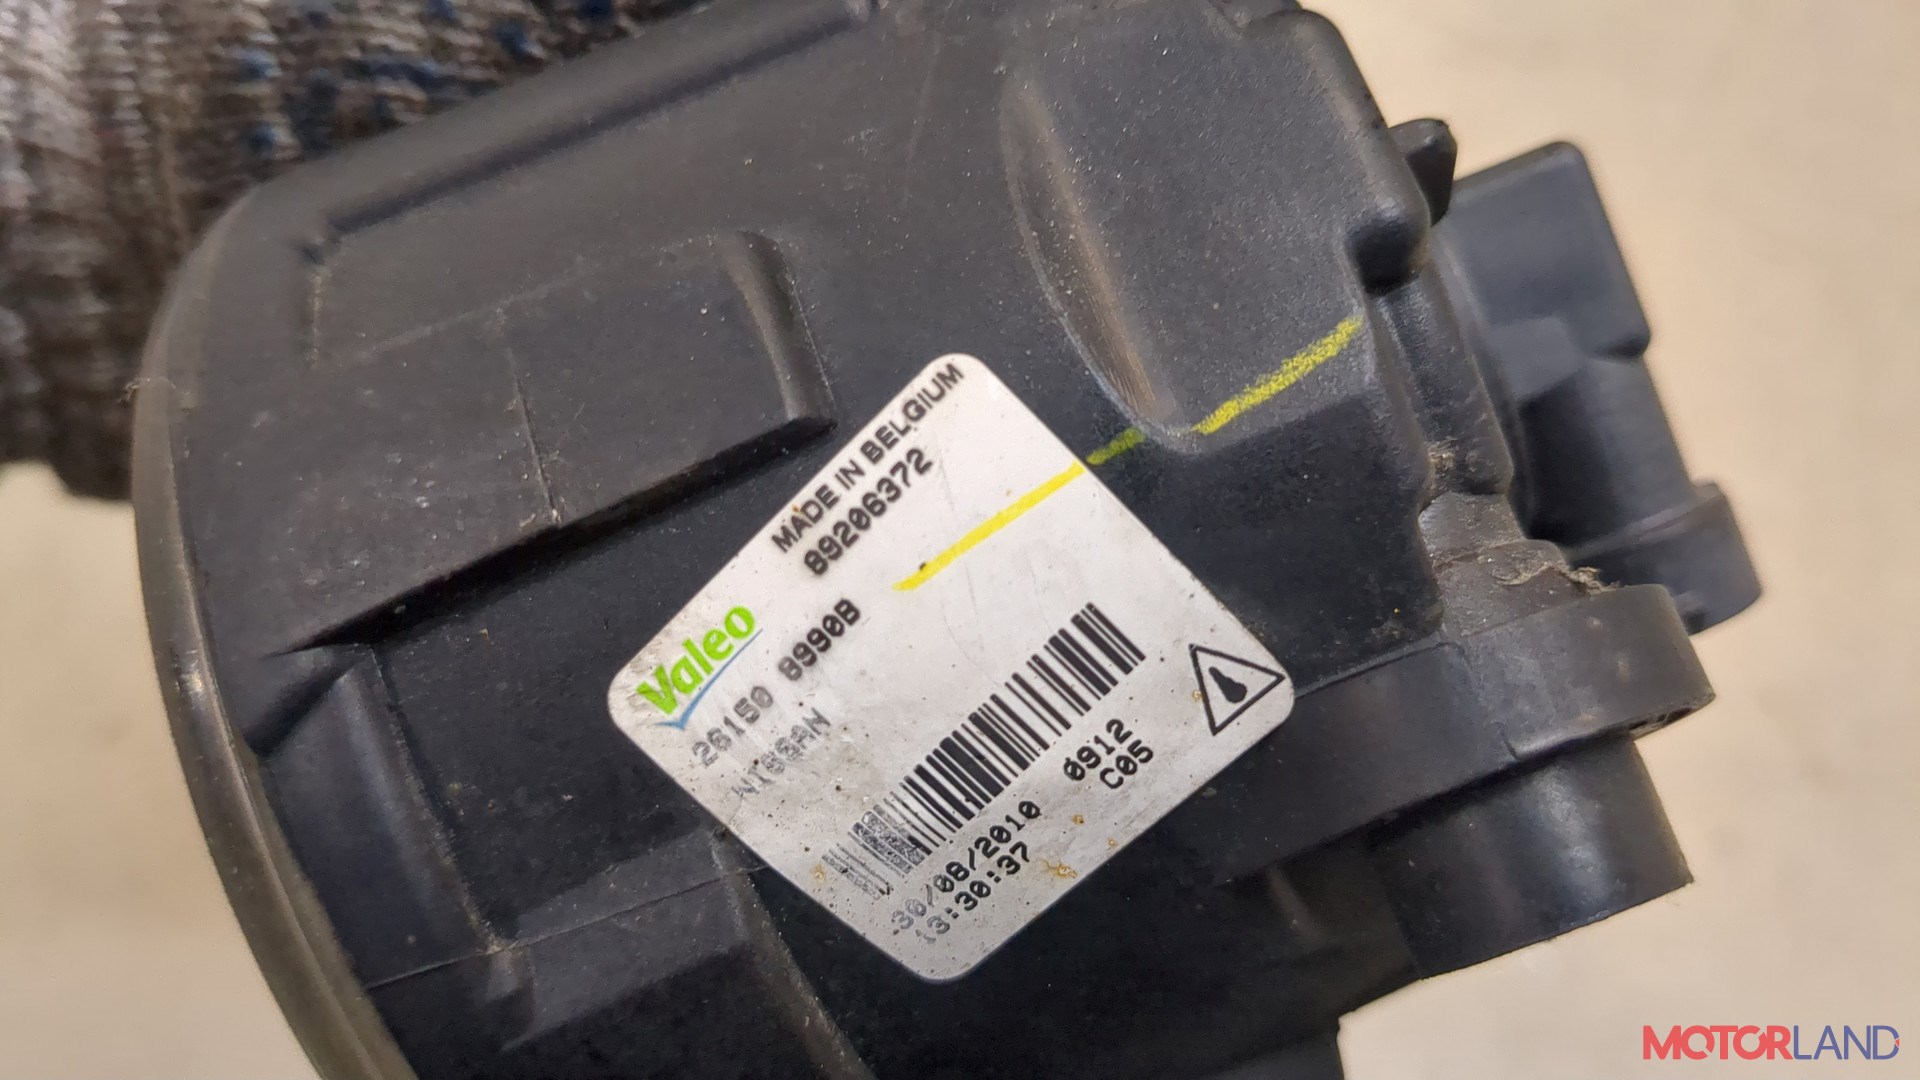 MADE IN BELGIUM
89206372
Valeo
26150 8990B
NISSAN
0912
C05
30/08/2010
13:30:37
MOTORLAND